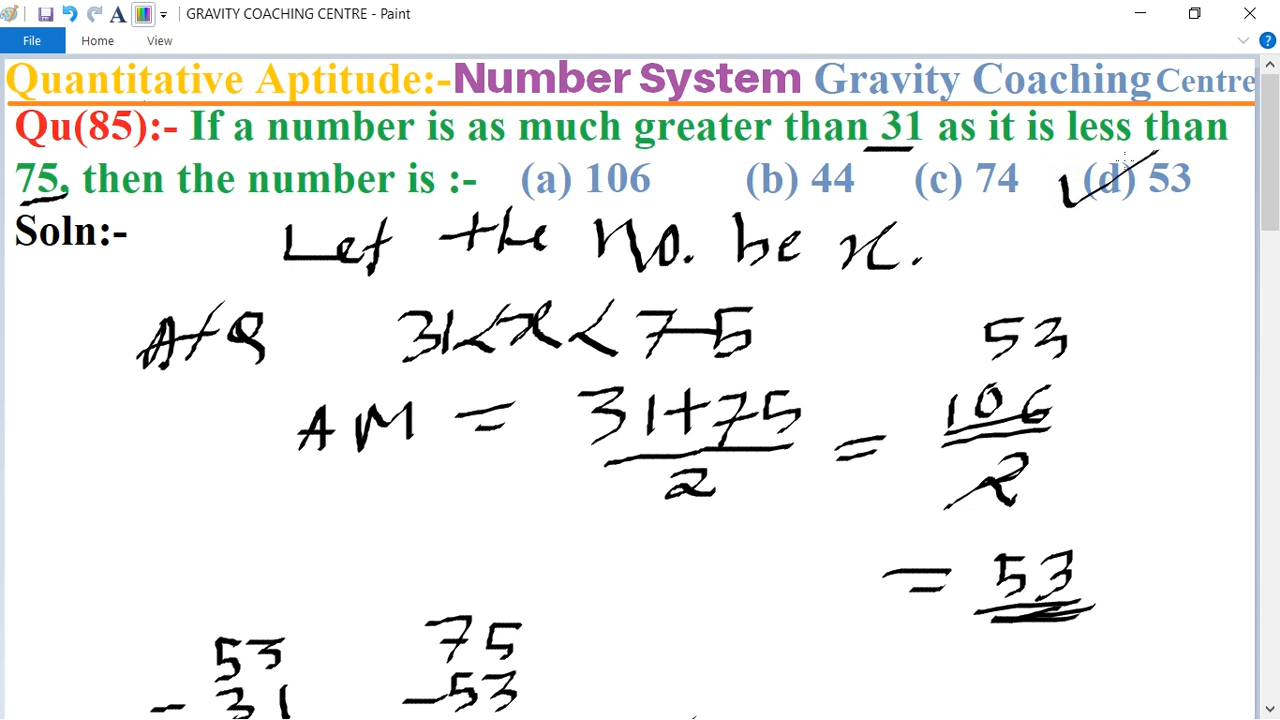 GRAVITY COACHING CENTRE - Paint
File Home View
Quantitative Aptitude:-Number System Gravity Coaching Centre
Qu(85):- If a number is as much greater than 31 as it is less than
75, then the number is :- (a) 106 (b) 44 (c) 74 (d) 53
Soln:- Let the no. be x.
A/Q 31<x<75
53
AM = 31+75 = 106
2 2
= 53
53 75
- 31 -53